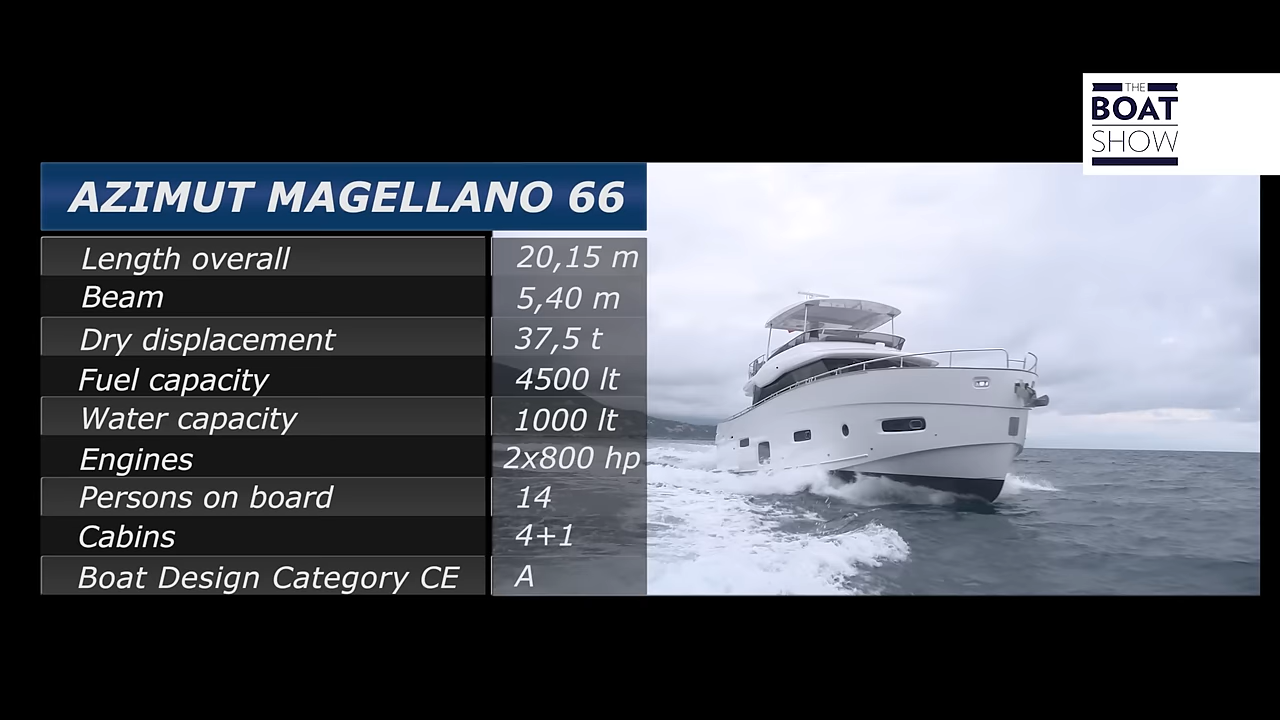 THE
BOAT
SHOW
AZIMUT MAGELLANO 66
Length overall 20,15 m
Beam 5,40 m
Dry displacement 37,5 t
Fuel capacity 4500 lt
Water capacity 1000 lt
Engines 2x800 hp
Persons on board 14
Cabins 4+1
Boat Design Category CE A